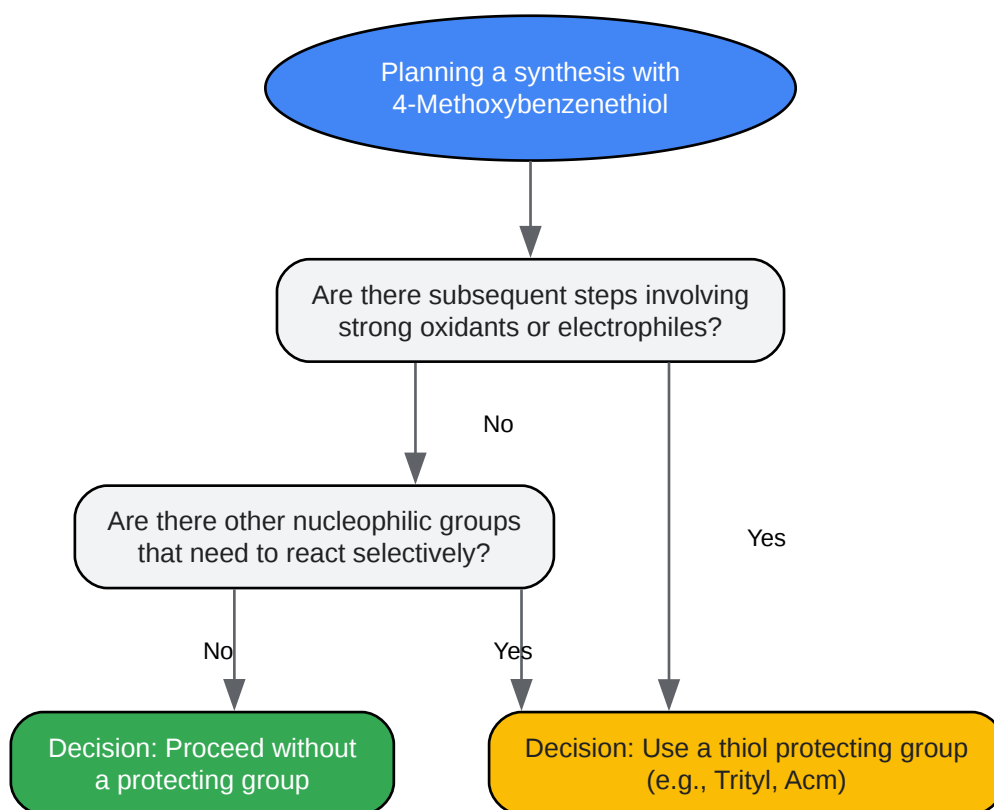 Planning a synthesis with
4-Methoxybenzenethiol
Are there subsequent steps involving
strong oxidants or electrophiles?
No
Are there other nucleophilic groups
that need to react selectively?
Yes
No
Yes
Decision: Proceed without
a protecting group
Decision: Use a thiol protecting group
(e.g., Trityl, Acm)